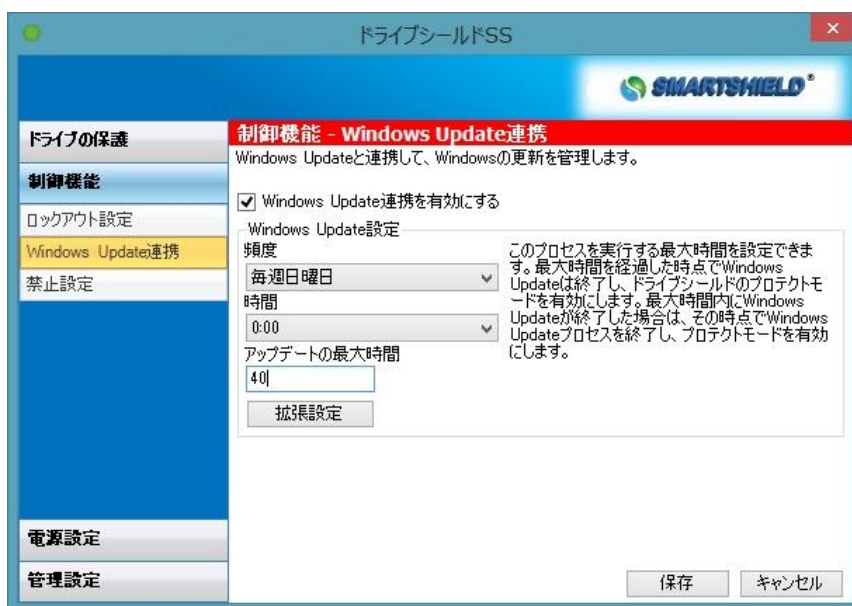 ドライブシールドSS
SMARTSHIELD
ドライブの保護
制御機能
ロックアウト設定
Windows Update連携
禁止設定
電源設定
管理設定
制御機能 - Windows Update連携
Windows Updateと連携して、Windowsの更新を管理します。
Windows Update連携を有効にする
Windows Update設定
頻度
毎週日曜日
時間
0:00
アップデートの最大時間
40
拡張設定
このプロセスを実行する最大時間を設定できま
す。最大時間を経過した時点でWindows
Updateは終了し、ドライブシールドのプロテクトモ
ードを有効にします。最大時間内にWindows
Updateが終了した場合は、その時点でWindows
Updateプロセスを終了し、プロテクトモードを有効
にします。
保存
キャンセル